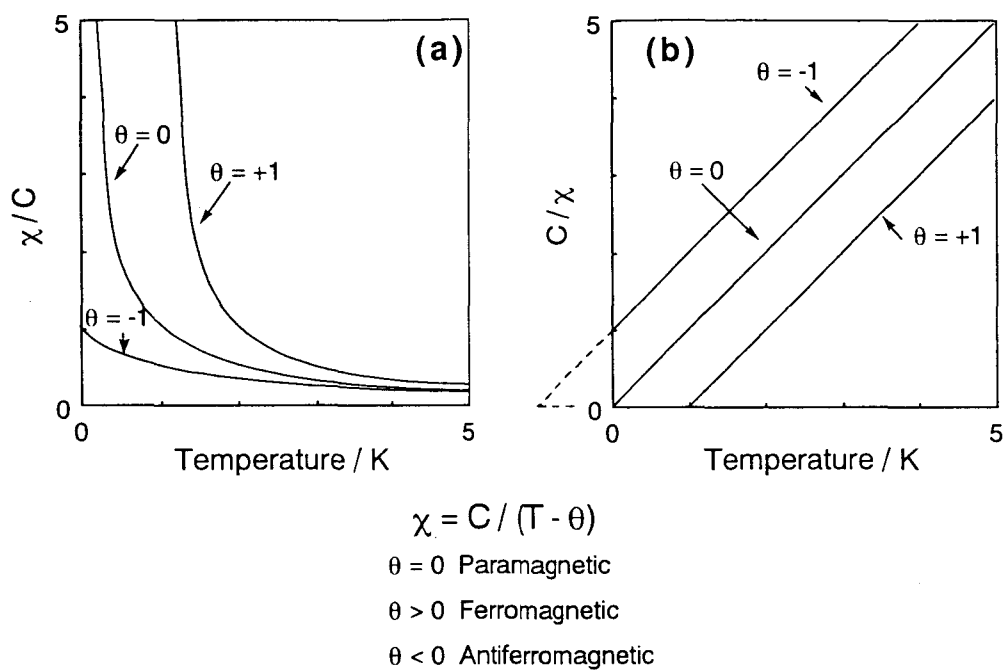 5
(a)
θ = 0
θ = +1
θ = -1
χ / C
0
0
5
Temperature / K
5
(b)
θ = -1
θ = 0
θ = +1
C / χ
0
0
5
Temperature / K
χ = C / (T - θ)
θ = 0 Paramagnetic
θ > 0 Ferromagnetic
θ < 0 Antiferromagnetic